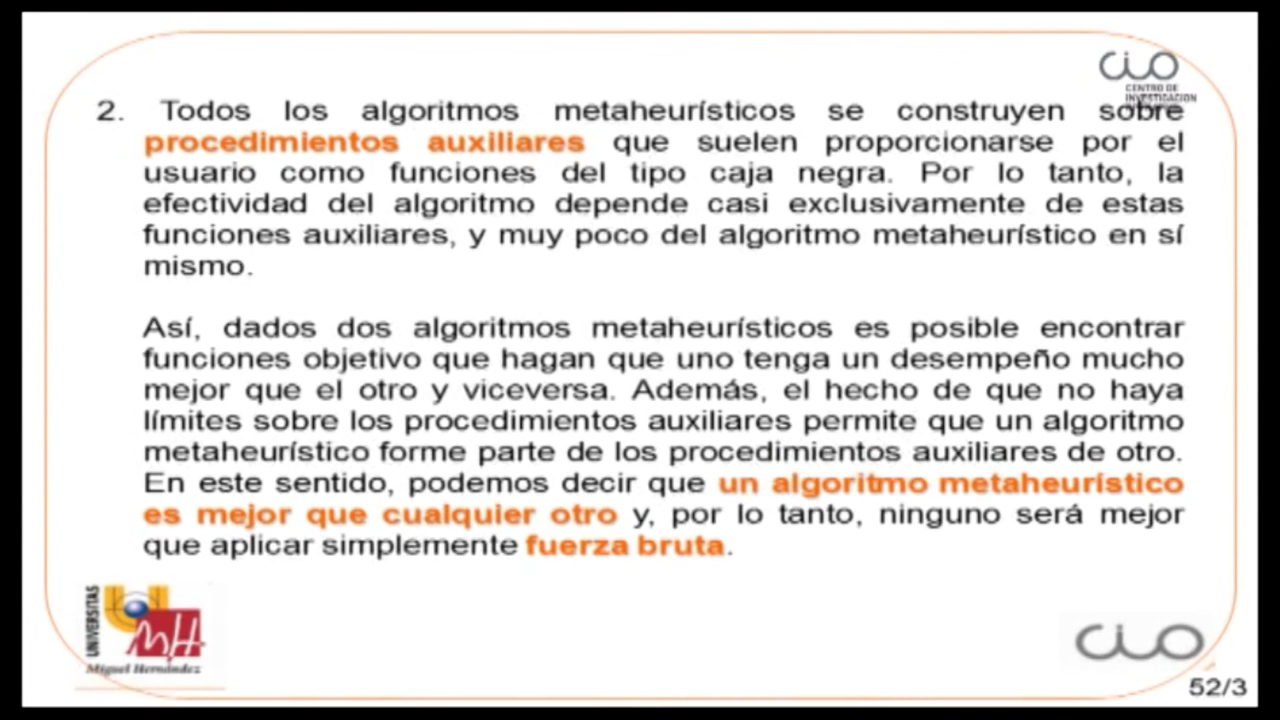 CIO
CENTRO DE
INVESTIGACION
2. Todos los algoritmos metaheurísticos se construyen sobre
procedimientos auxiliares que suelen proporcionarse por el
usuario como funciones del tipo caja negra. Por lo tanto, la
efectividad del algoritmo depende casi exclusivamente de estas
funciones auxiliares, y muy poco del algoritmo metaheurístico en sí
mismo.
Así, dados dos algoritmos metaheurísticos es posible encontrar
funciones objetivo que hagan que uno tenga un desempeño mucho
mejor que el otro y viceversa. Además, el hecho de que no haya
límites sobre los procedimientos auxiliares permite que un algoritmo
metaheurístico forme parte de los procedimientos auxiliares de otro.
En este sentido, podemos decir que un algoritmo metaheurístico
es mejor que cualquier otro y, por lo tanto, ninguno será mejor
que aplicar simplemente fuerza bruta.
UNIVERSITAS
Miguel Hernández
CIO
52/3